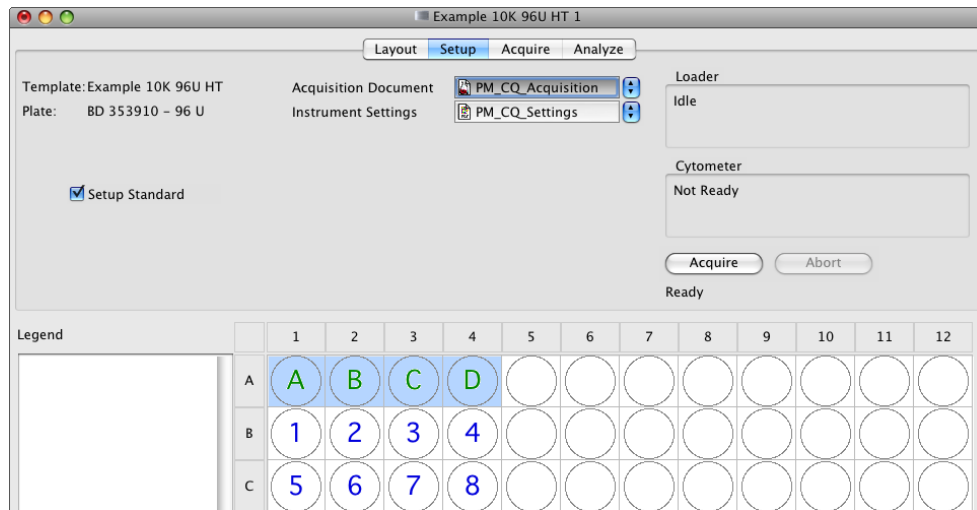 Example 10K 96U HT 1
Layout Setup Acquire Analyze
Template: Example 10K 96U HT
Plate: BD 353910 – 96 U
Setup Standard
Acquisition Document PM_CQ_Acquisition
Instrument Settings PM_CQ_Settings
Loader
Idle
Cytometer
Not Ready
Acquire Abort
Ready
Legend
1 2 3 4 5 6 7 8 9 10 11 12
A A B C D
B 1 2 3 4
C 5 6 7 8